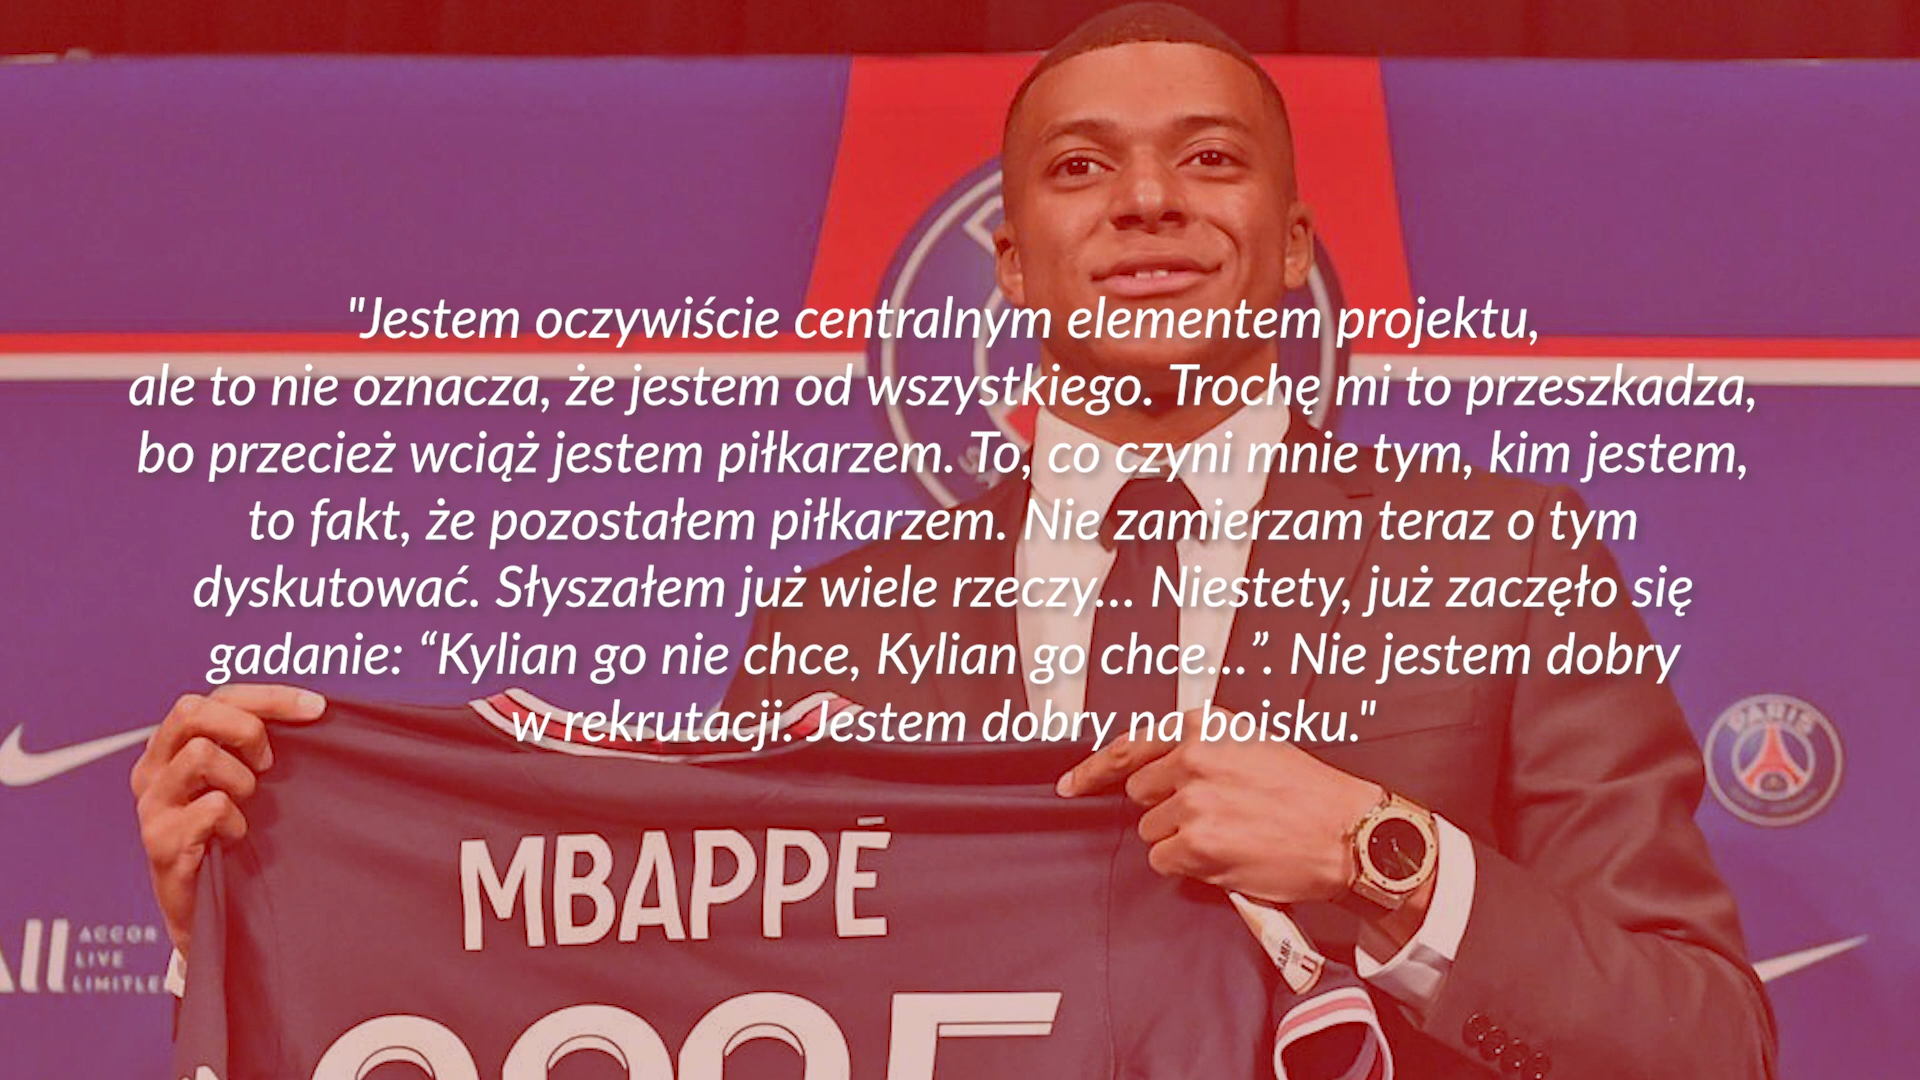 "Jestem oczywiście centralnym elementem projektu,
ale to nie oznacza, że jestem od wszystkiego. Trochę mi to przeszkadza,
bo przecież wciąż jestem piłkarzem. To, co czyni mnie tym, kim jestem,
to fakt, że pozostałem piłkarzem. Nie zamierzam teraz o tym
dyskutować. Słyszałem już wiele rzeczy... Niestety, już zaczęło się
gadanie: “Kylian go nie chce, Kylian go chce...”. Nie jestem dobry
w rekrutacji. Jestem dobry na boisku."
PARIS
MBAPPÉ
ALL ACCOR
LIVE
LIMITLE